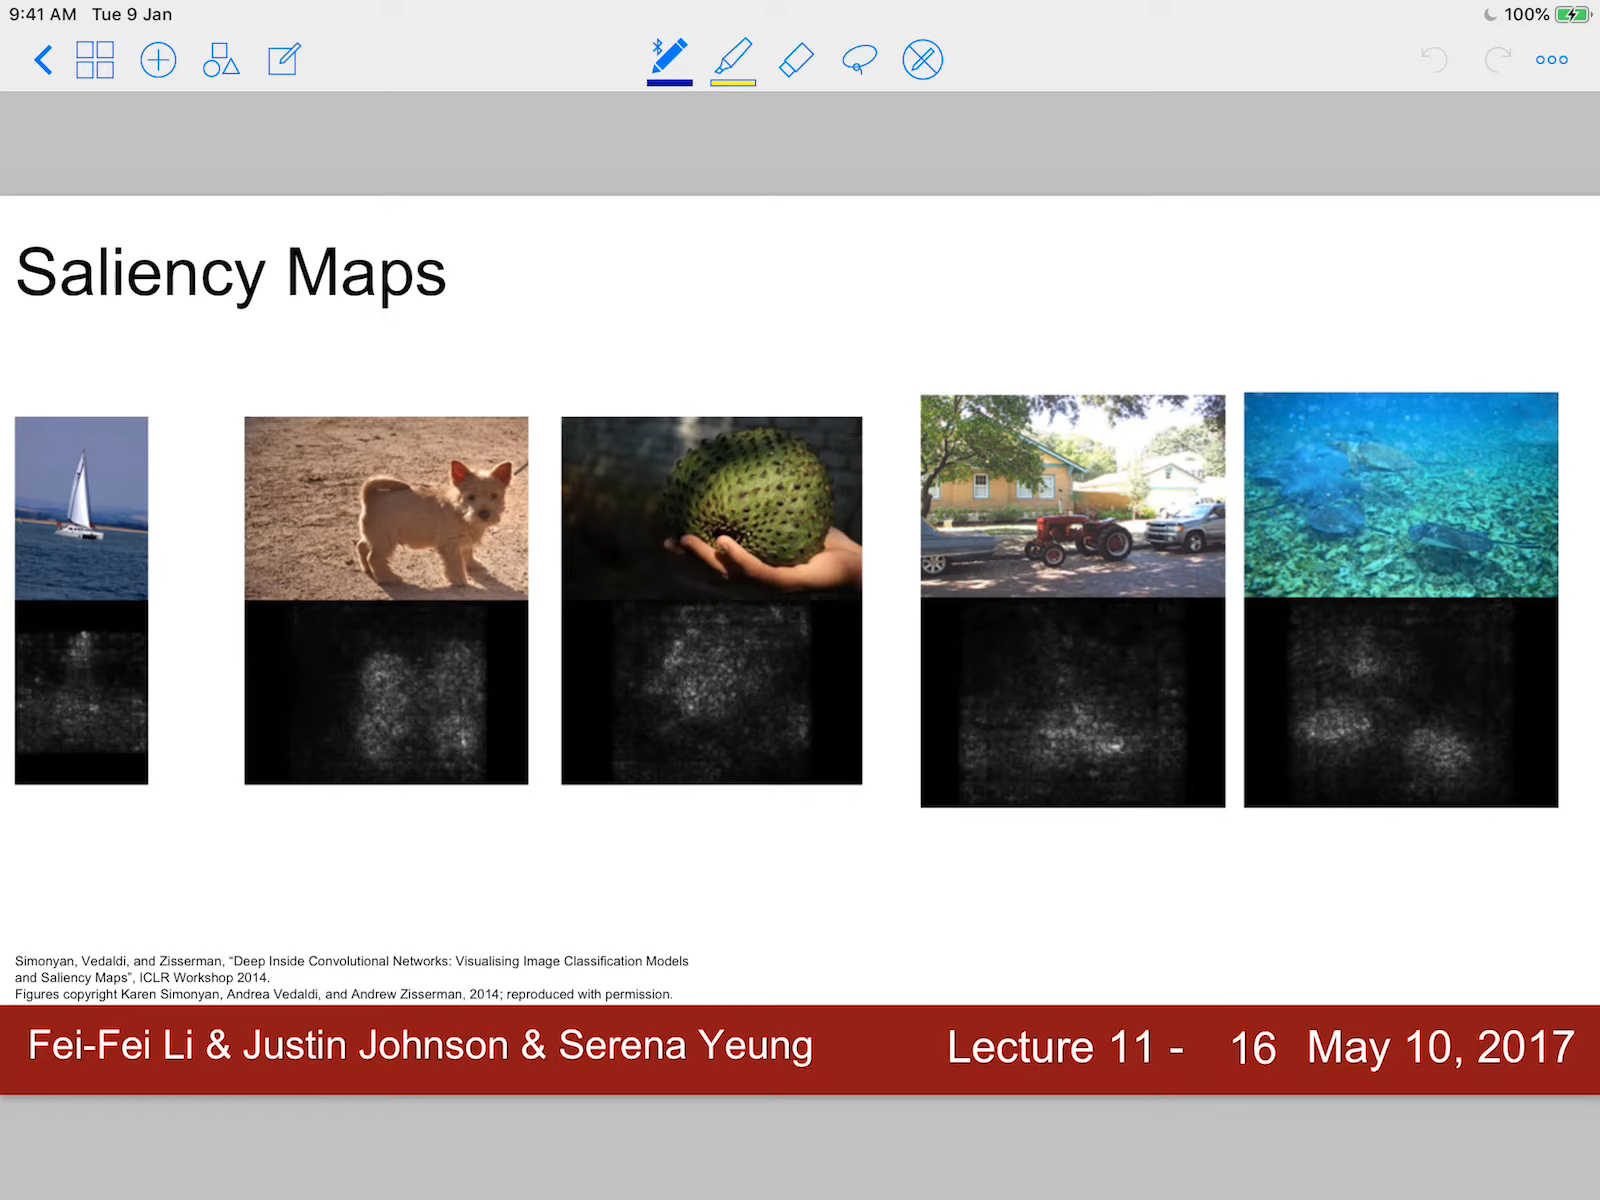 9:41 AM Tue 9 Jan
100%
Saliency Maps
Simonyan, Vedaldi, and Zisserman, “Deep Inside Convolutional Networks: Visualising Image Classification Models
and Saliency Maps”, ICLR Workshop 2014.
Figures copyright Karen Simonyan, Andrea Vedaldi, and Andrew Zisserman, 2014; reproduced with permission.
Fei-Fei Li & Justin Johnson & Serena Yeung
Lecture 11 - 16 May 10, 2017